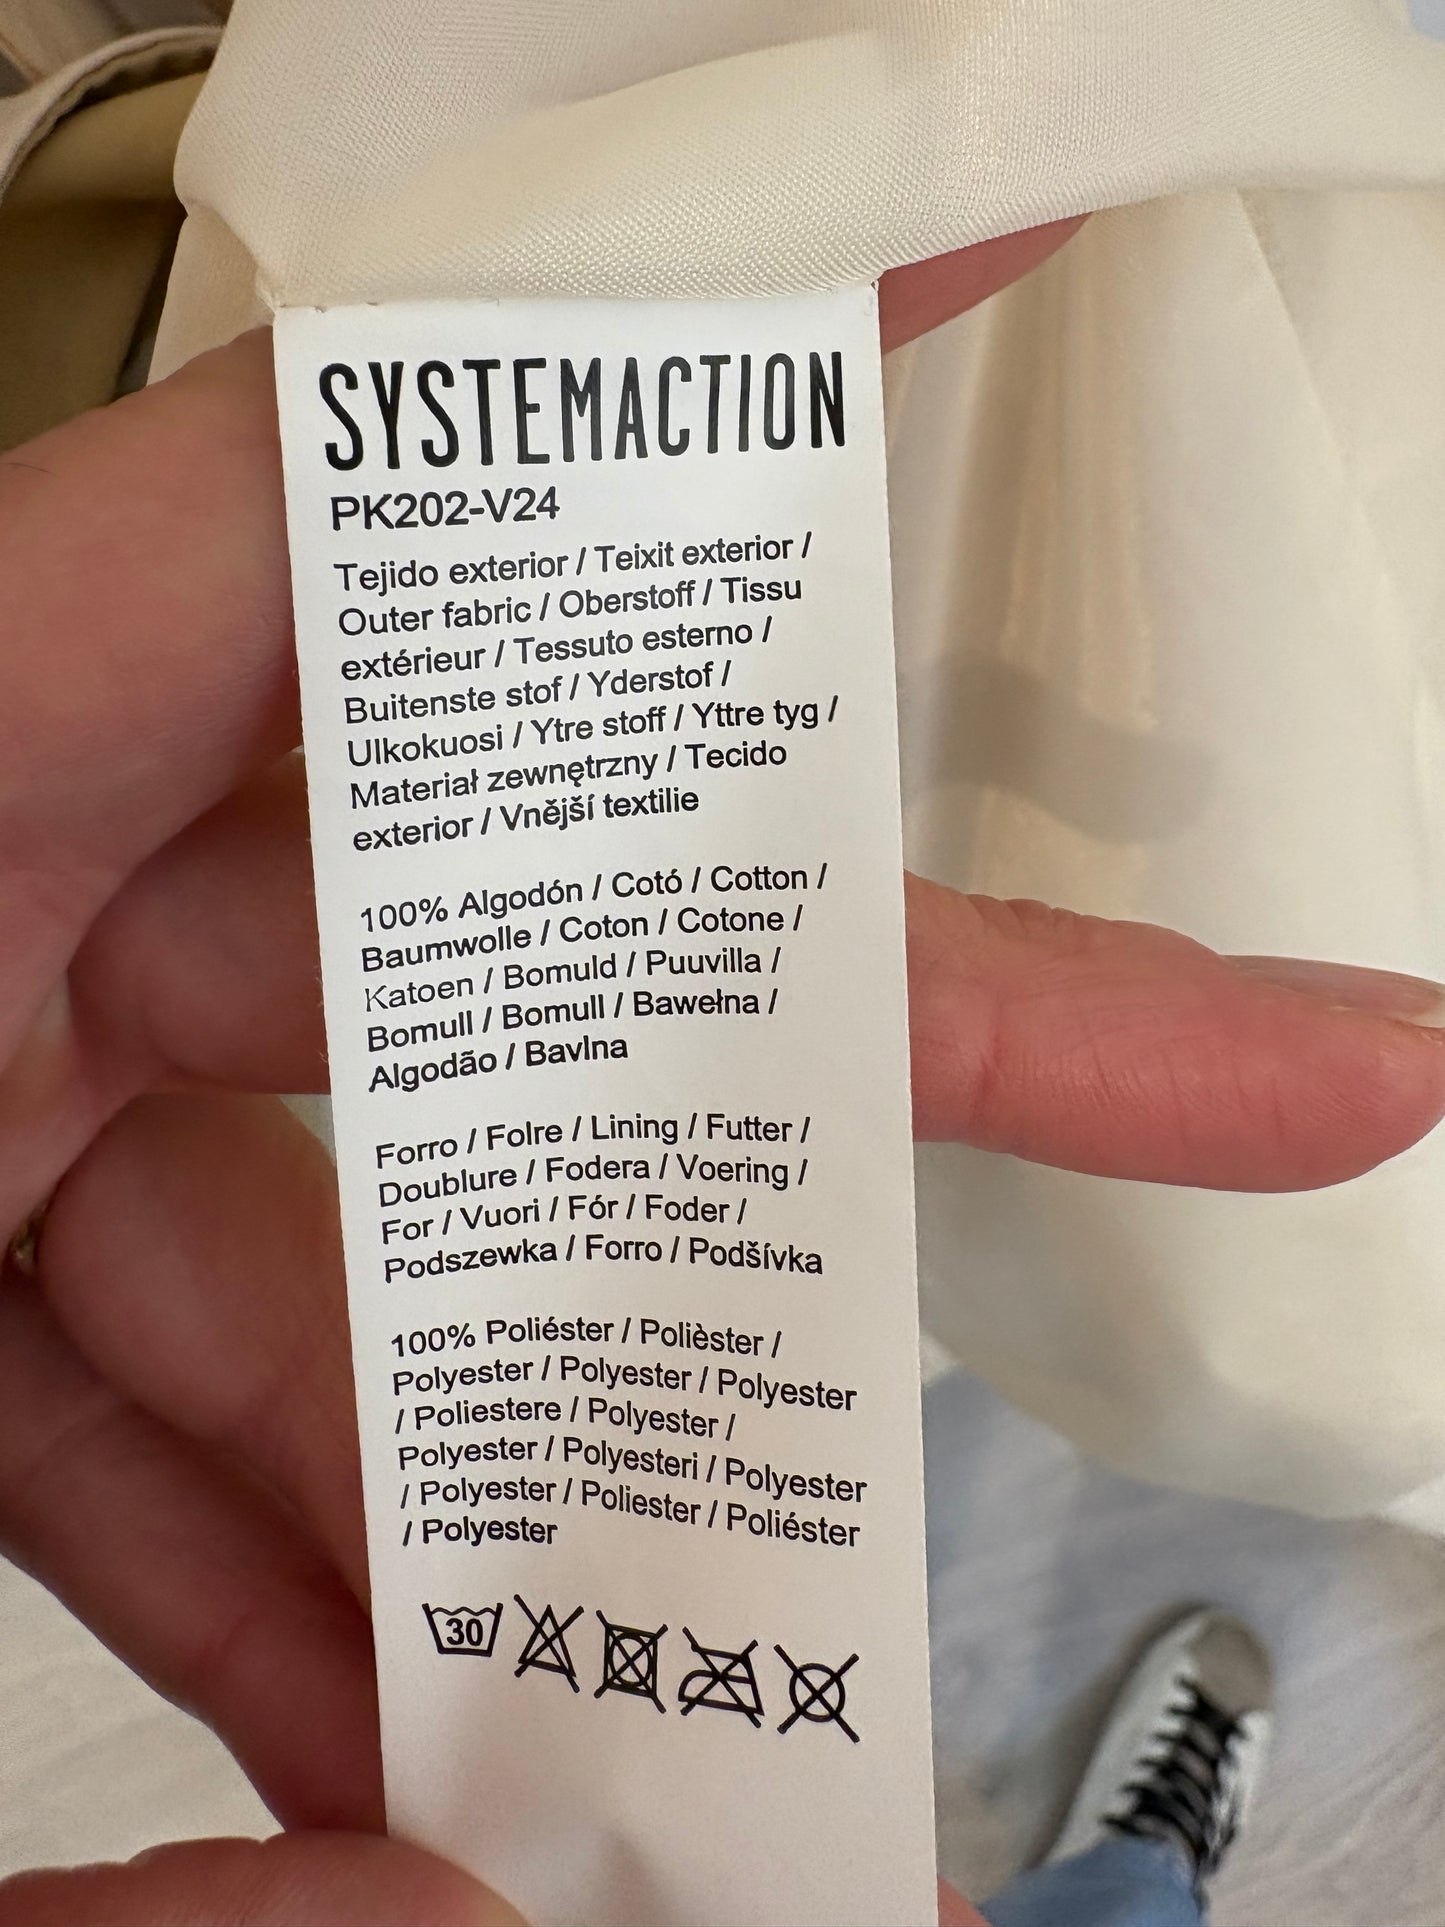 SYSTEMACTION
PK202-V24
Tejido exterior / Teixit exterior /
Outer fabric / Oberstoff / Tissu
extérieur / Tessuto esterno /
Buitenste stof / Yderstof /
Ulkokuosi / Ytre stoff / Yttre tyg /
Materiał zewnętrzny / Tecido
exterior / Vnější textilie
100% Algodón / Cotó / Cotton /
Baumwolle / Coton / Cotone /
Katoen / Bomuld / Puuvilla /
Bomull / Bomull / Bawełna /
Algodão / Bavlna
Forro / Folre / Lining / Futter /
Doublure / Fodera / Voering /
For / Vuori / Fór / Foder /
Podszewka / Forro / Podšívka
100% Poliéster / Polièster /
Polyester / Polyester / Polyester
/ Poliestere / Polyester /
Polyester / Polyesteri / Polyester
/ Polyester / Poliester / Poliéster
/ Polyester
30